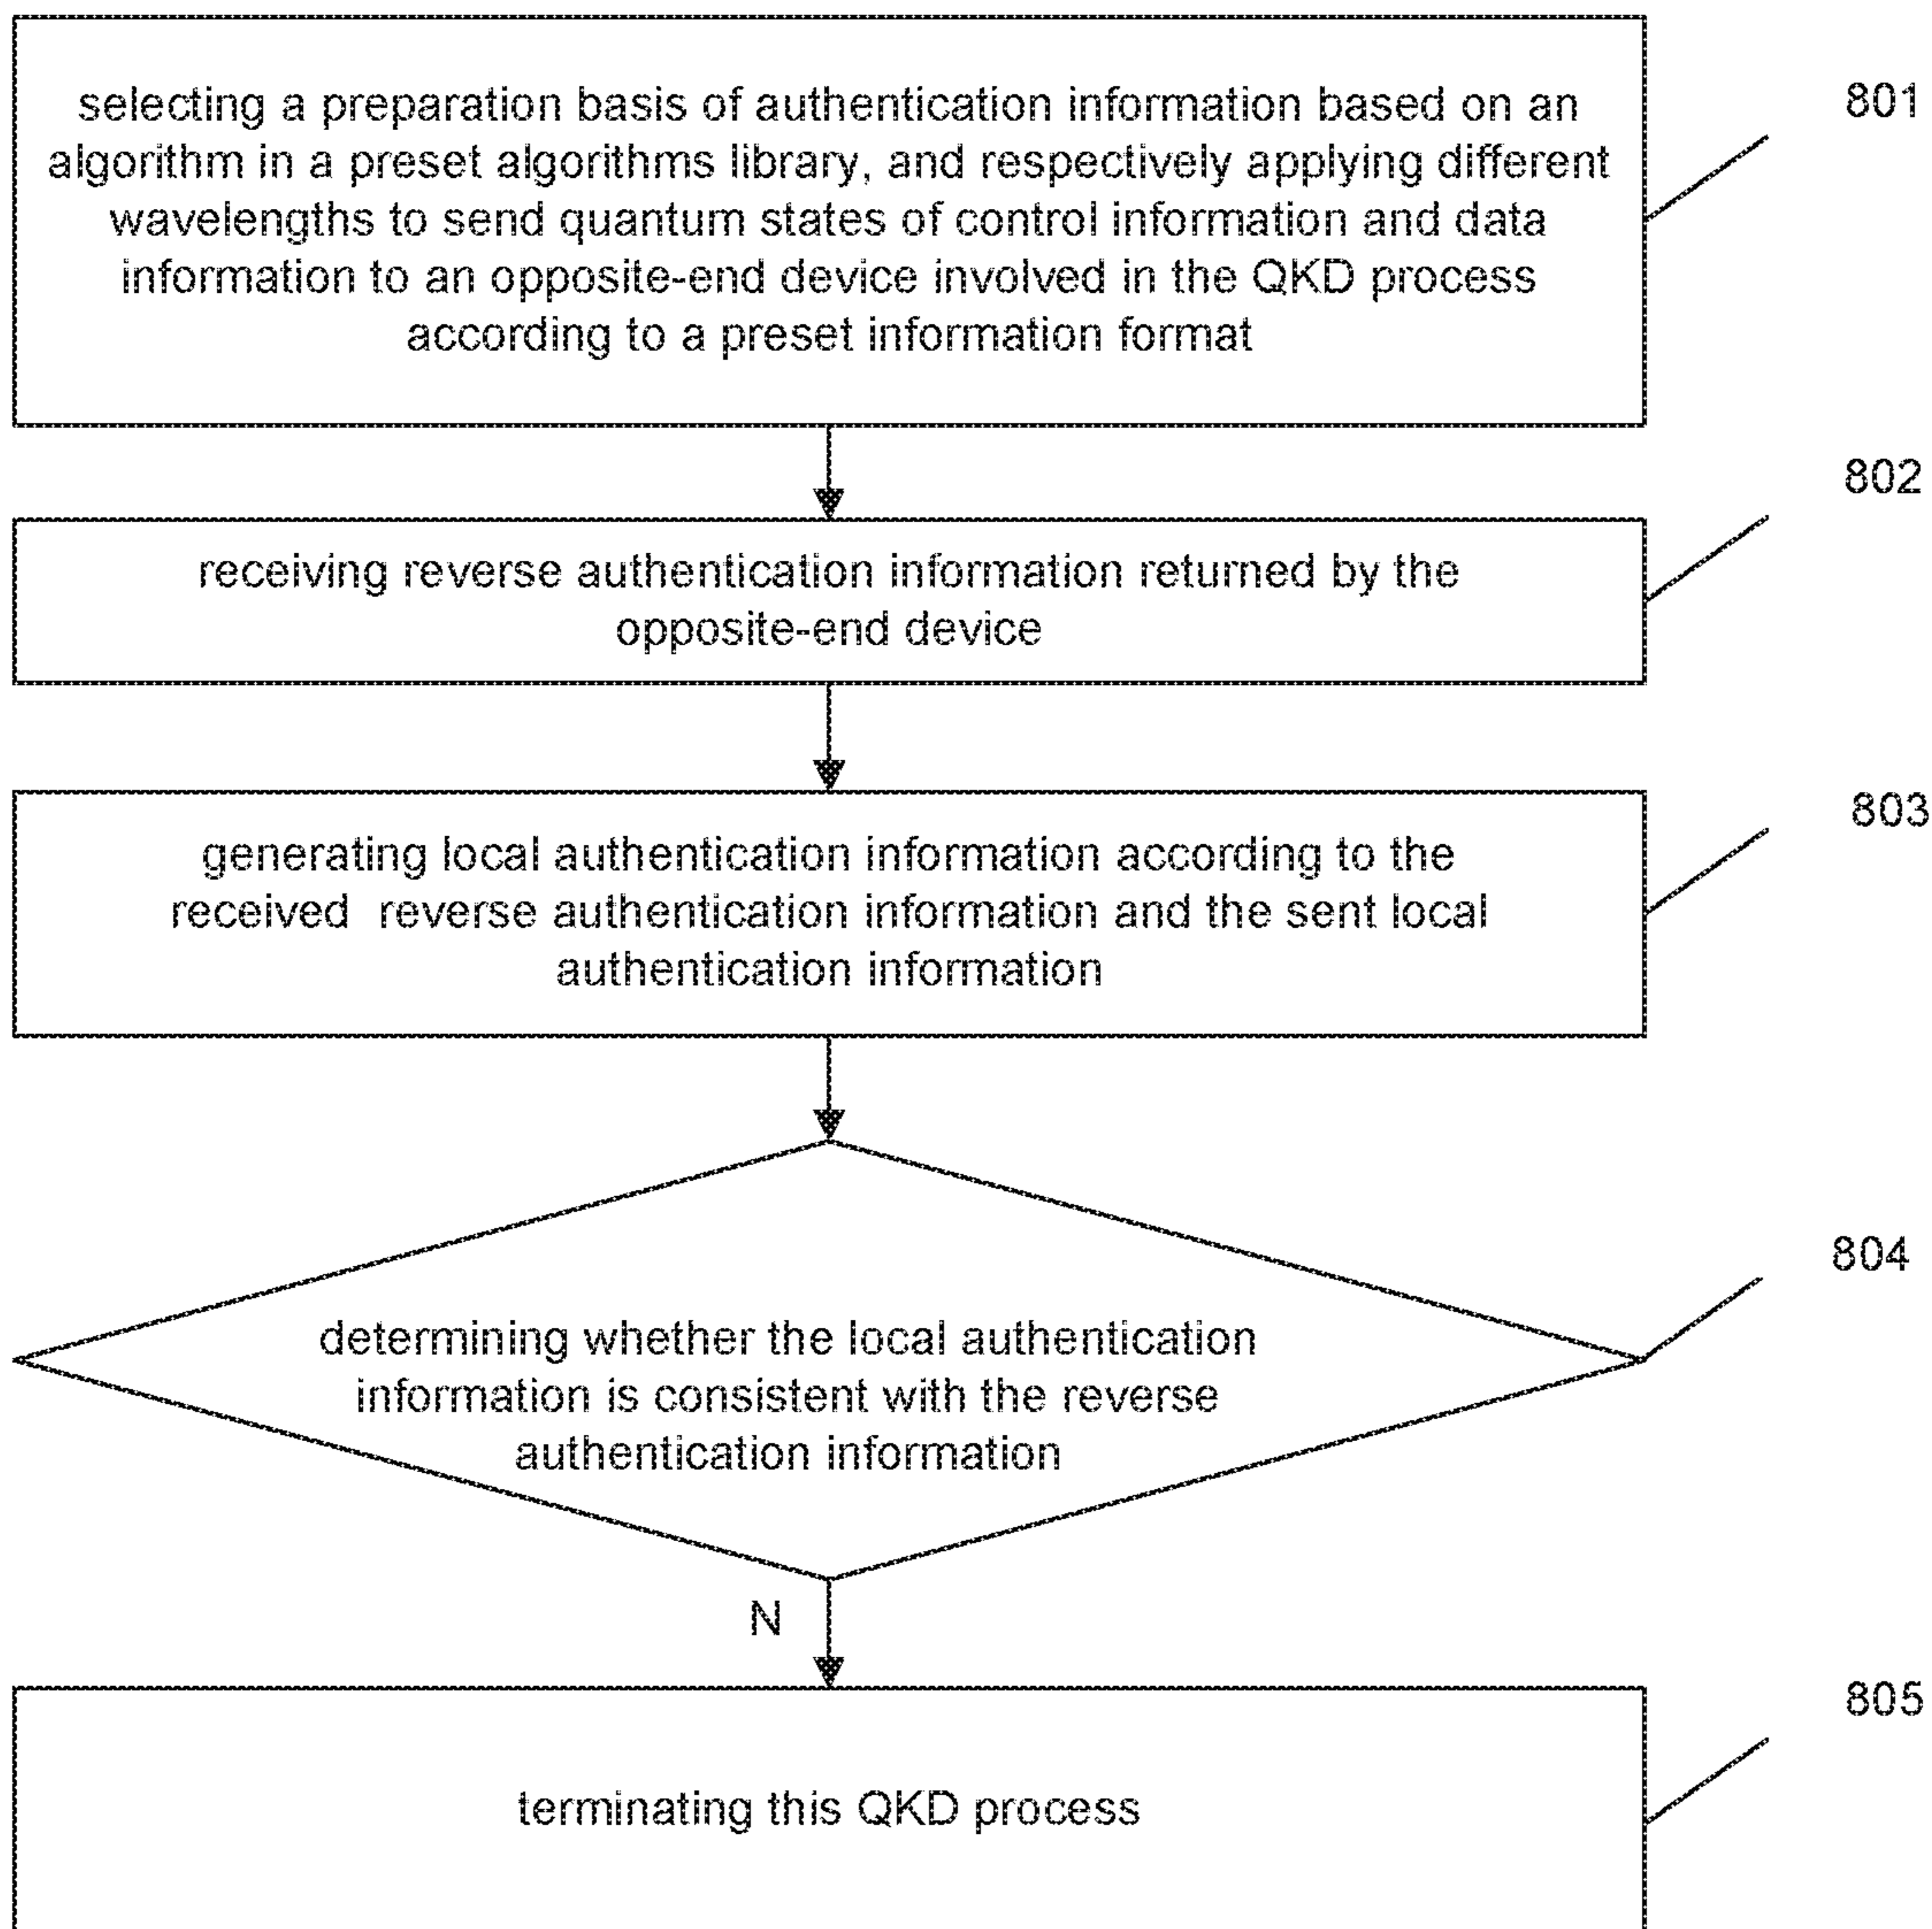 selecting a preparation basis of authentication information based on an
algorithm in a preset algorithms library, and respectively applying different
wavelengths to send quantum states of control information and data
information to an opposite-end device involved in the QKD process
according to a preset information format
801
802
receiving reverse authentication information returned by the
opposite-end device
803
generating local authentication information according to the
received reverse authentication information and the sent local
authentication information
804
determining whether the local authentication
information is consistent with the reverse
authentication information
N
805
terminating this QKD process